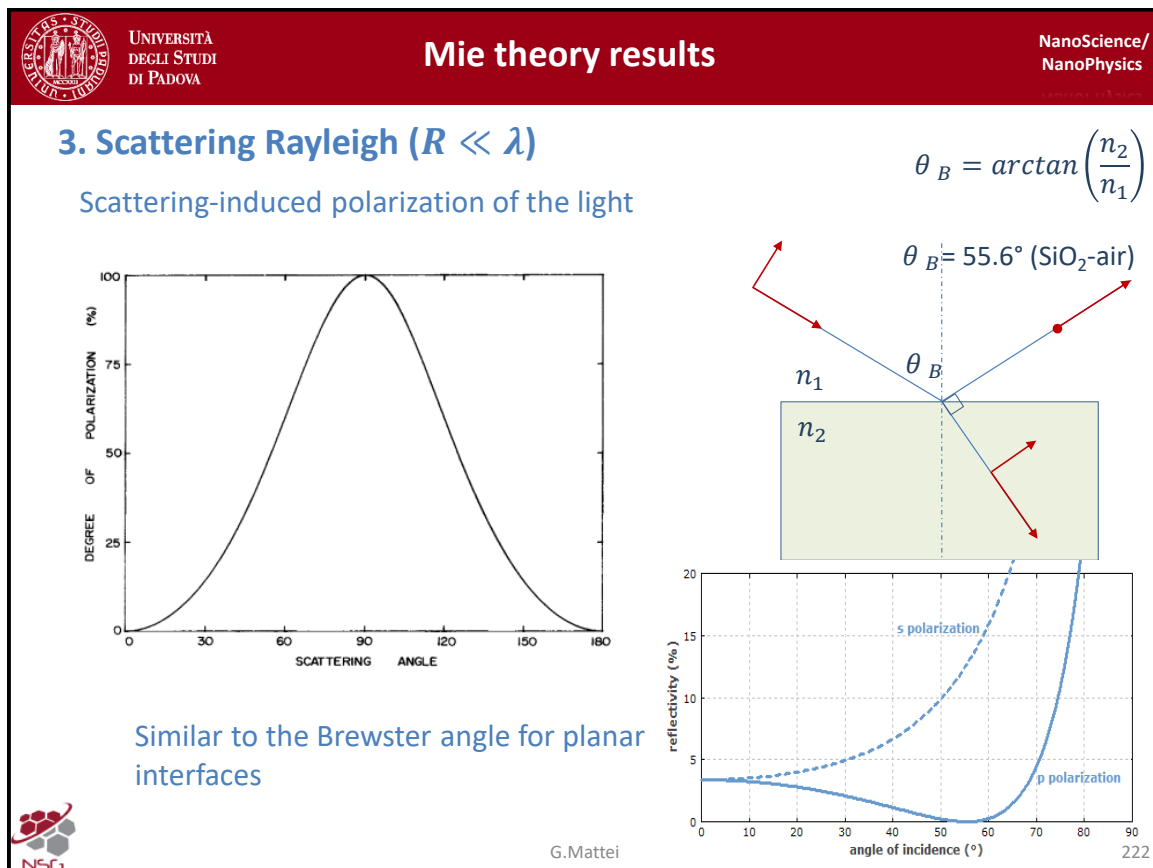 UNIVERSITÀ
DEGLI STUDI
DI PADOVA
Mie theory results
NanoScience/
NanoPhysics
3. Scattering Rayleigh (R ≪ λ)
Scattering-induced polarization of the light
θ B = arctan(n2/n1)
θ B= 55.6° (SiO₂-air)
DEGREE OF POLARIZATION (%)
100
75
50
25
0
0 30 60 90 120 150 180
SCATTERING ANGLE
θ B
n1
n2
Similar to the Brewster angle for planar
interfaces
reflectivity (%)
20
15
10
5
0
s polarization
p polarization
0 10 20 30 40 50 60 70 80 90
angle of incidence (°)
G.Mattei
222